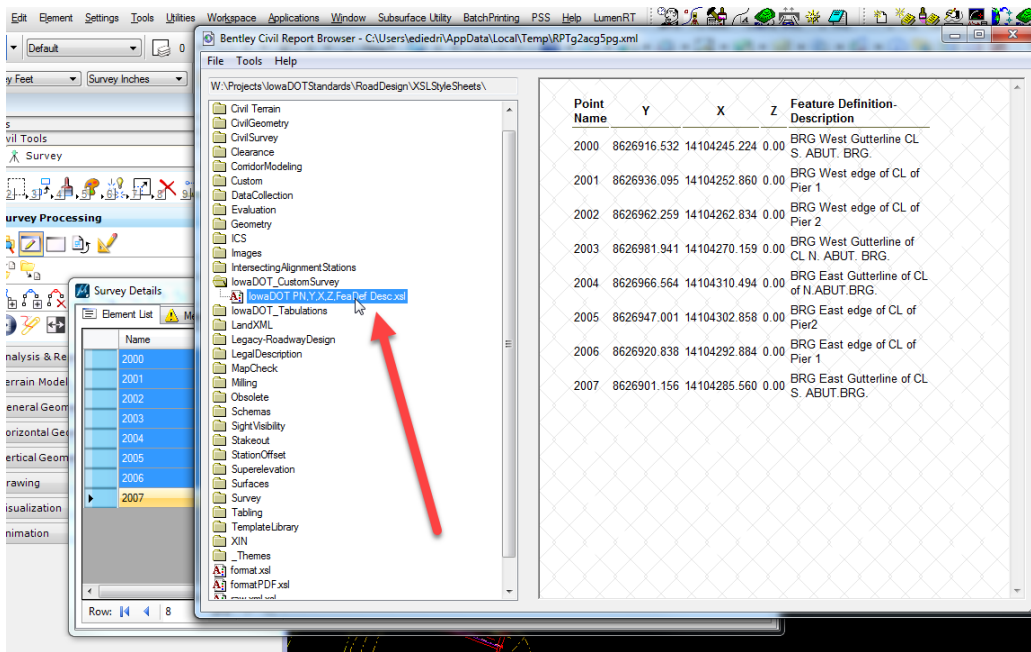 Edit Element Settings Tools Utilities Workspace Applications Window Subsurface Utility BatchPrinting PSS Help LumenRT
Default
0
Survey Inches
Feet
vil Tools
Survey
urvey Processing
Survey Details
Element List
Name
2000
2001
2002
2003
2004
2005
2006
2007
Row: 8
nalysis & Re
errain Model
eneral Geom
orizontal Geo
ertical Geom
rawing
isualization
nimation
Bentley Civil Report Browser - C:\Users\ediedri\AppData\Local\Temp\RPTg2acg5pg.xml
File Tools Help
W:\Projects\IowaDOTStandards\RoadDesign\XSLStyleSheets\
Civil Terrain
CivilGeometry
CivilSurvey
Clearance
CorridorModeling
Custom
DataCollection
Evaluation
Geometry
ICS
Images
IntersectingAlignmentStations
IowaDOT_CustomSurvey
IowaDOT PN,Y,X,Z,FeaDef Desc.xsl
IowaDOT_Tabulations
LandXML
Legacy-RoadwayDesign
LegalDescription
MapCheck
Milling
Obsolete
Schemas
SightVisibility
Stakeout
StationOffset
Superelevation
Surfaces
Survey
Tabling
TemplateLibrary
XIN
_Themes
format.xsl
formatPDF.xsl
Point Name Y X Z Feature Definition-
Description
2000 8626916.532 14104245.224 0.00 BRG West Gutterline CL
S. ABUT. BRG.
2001 8626936.095 14104252.860 0.00 BRG West edge of CL of
Pier 1
2002 8626962.259 14104262.834 0.00 BRG West edge of CL of
Pier 2
2003 8626981.941 14104270.159 0.00 BRG West Gutterline of
CL N. ABUT. BRG.
2004 8626966.564 14104310.494 0.00 BRG East Gutterline of CL
of N.ABUT. BRG.
2005 8626947.001 14104302.858 0.00 BRG East edge of CL of
Pier2
2006 8626920.838 14104292.884 0.00 BRG East edge of CL of
Pier 1
2007 8626901.156 14104285.560 0.00 BRG East Gutterline of CL
S. ABUT.BRG.